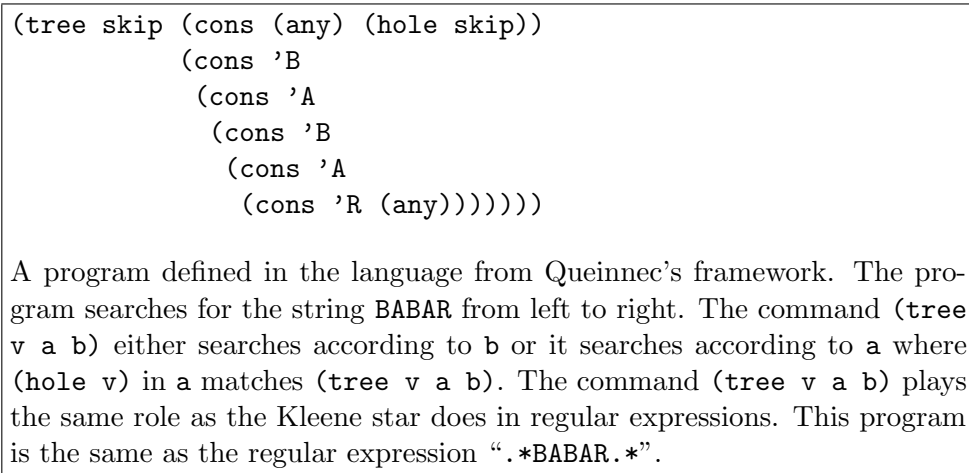 (tree skip (cons (any) (hole skip))
           (cons 'B
            (cons 'A
             (cons 'B
              (cons 'A
               (cons 'R (any)))))))
A program defined in the language from Queinnec's framework. The pro-
gram searches for the string BABAR from left to right. The command (tree
v a b) either searches according to b or it searches according to a where
(hole v) in a matches (tree v a b). The command (tree v a b) plays
the same role as the Kleene star does in regular expressions. This program
is the same as the regular expression “.*BABAR.*”.